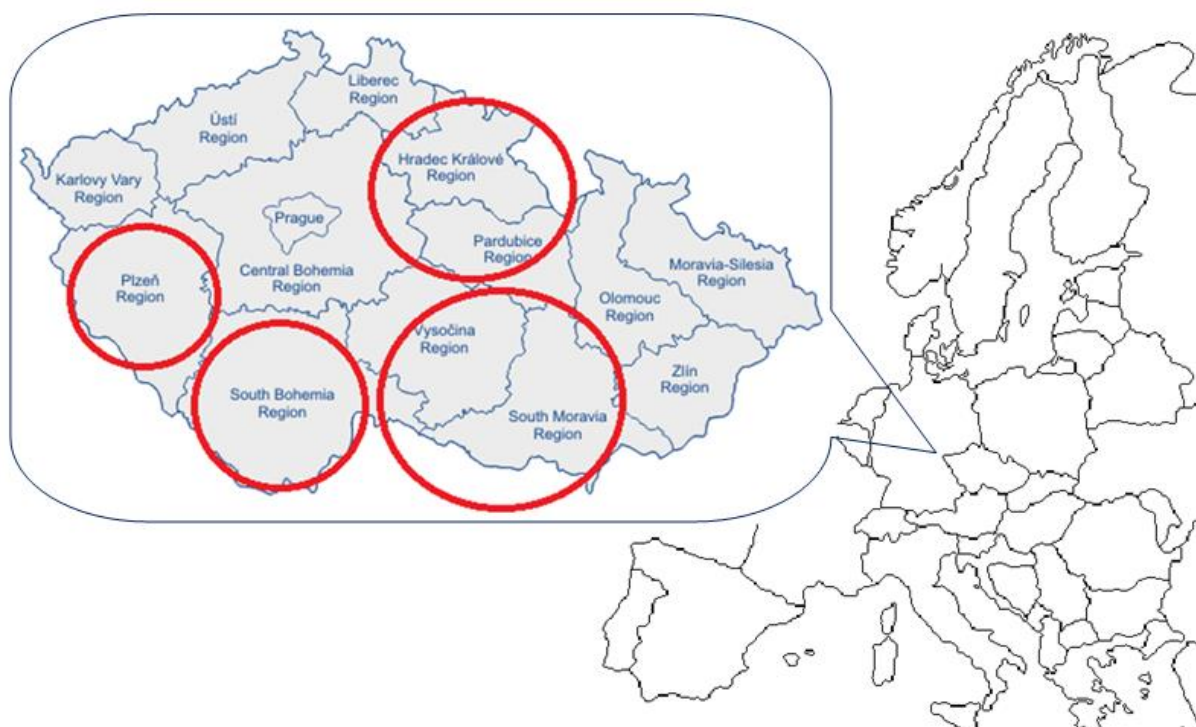 Liberec
Region
Ústí
Region
Hradec Králové
Region
Karlovy Vary
Region
Prague
Pardubice
Region
Plzeň
Region
Central Bohemia
Region
Moravia-Silesia
Region
Olomouc
Region
Vysočina
Region
Zlín
Region
South Bohemia
Region
South Moravia
Region